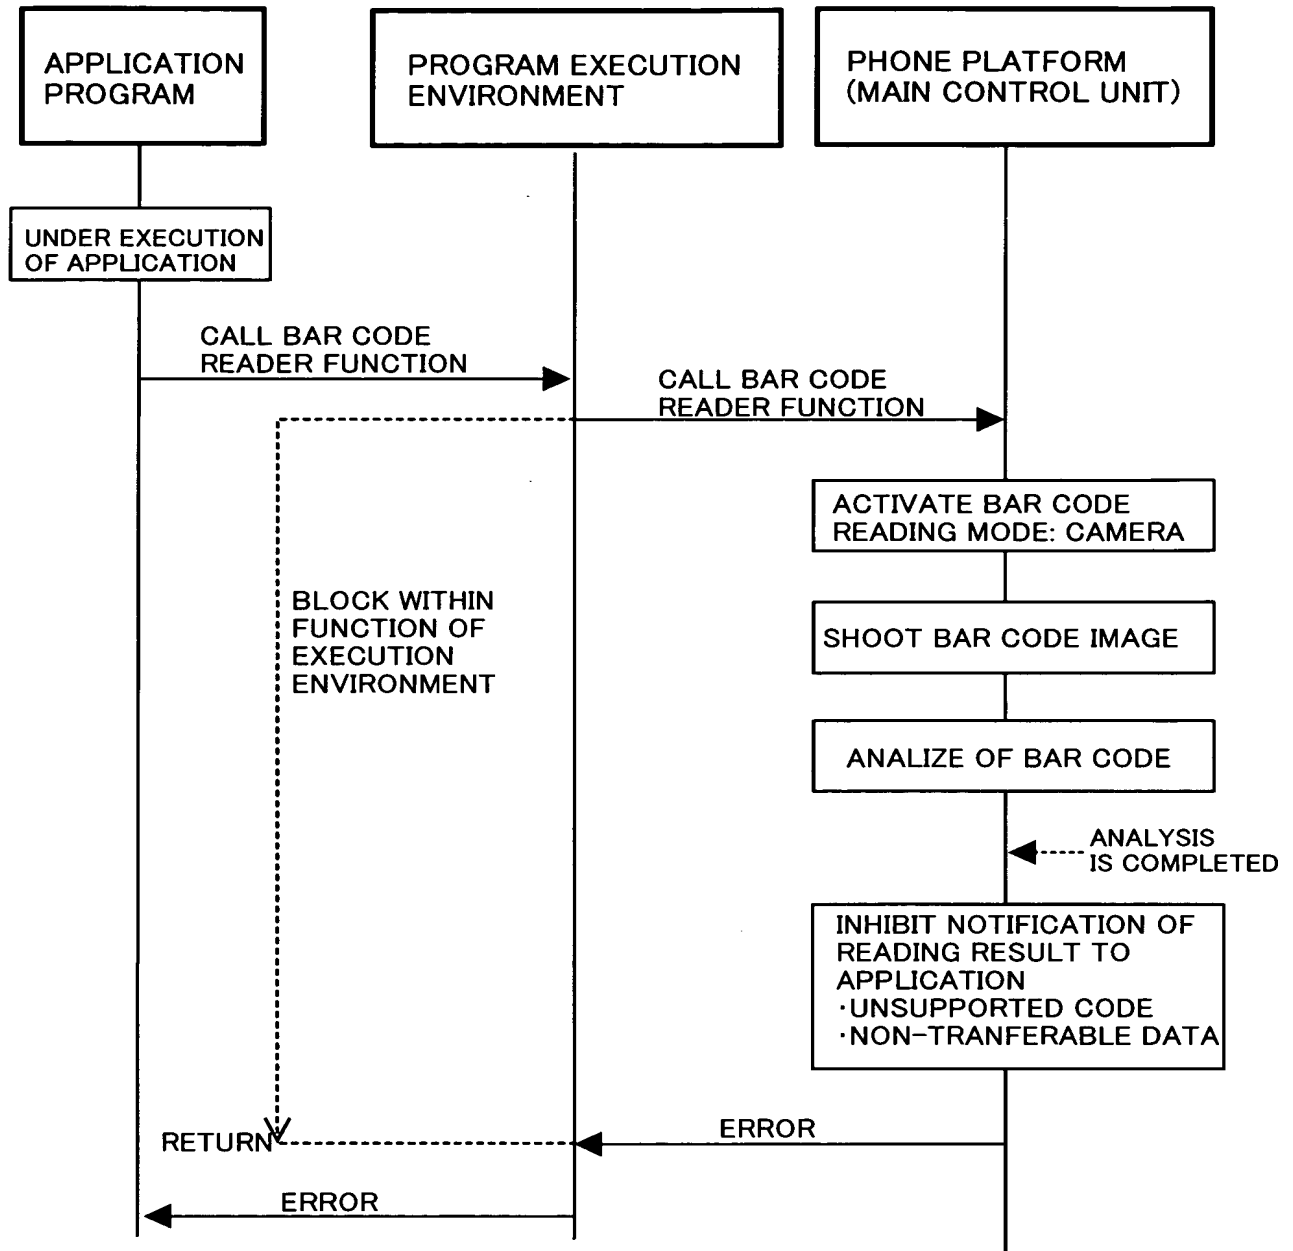 APPLICATION
PROGRAM
PROGRAM EXECUTION
ENVIRONMENT
PHONE PLATFORM
(MAIN CONTROL UNIT)
UNDER EXECUTION
OF APPLICATION
CALL BAR CODE
READER FUNCTION
CALL BAR CODE
READER FUNCTION
ACTIVATE BAR CODE
READING MODE: CAMERA
BLOCK WITHIN
FUNCTION OF
EXECUTION
ENVIRONMENT
SHOOT BAR CODE IMAGE
ANALIZE OF BAR CODE
ANALYSIS
IS COMPLETED
INHIBIT NOTIFICATION OF
READING RESULT TO
APPLICATION
・UNSUPPORTED CODE
・NON-TRANFERABLE DATA
RETURN
ERROR
ERROR